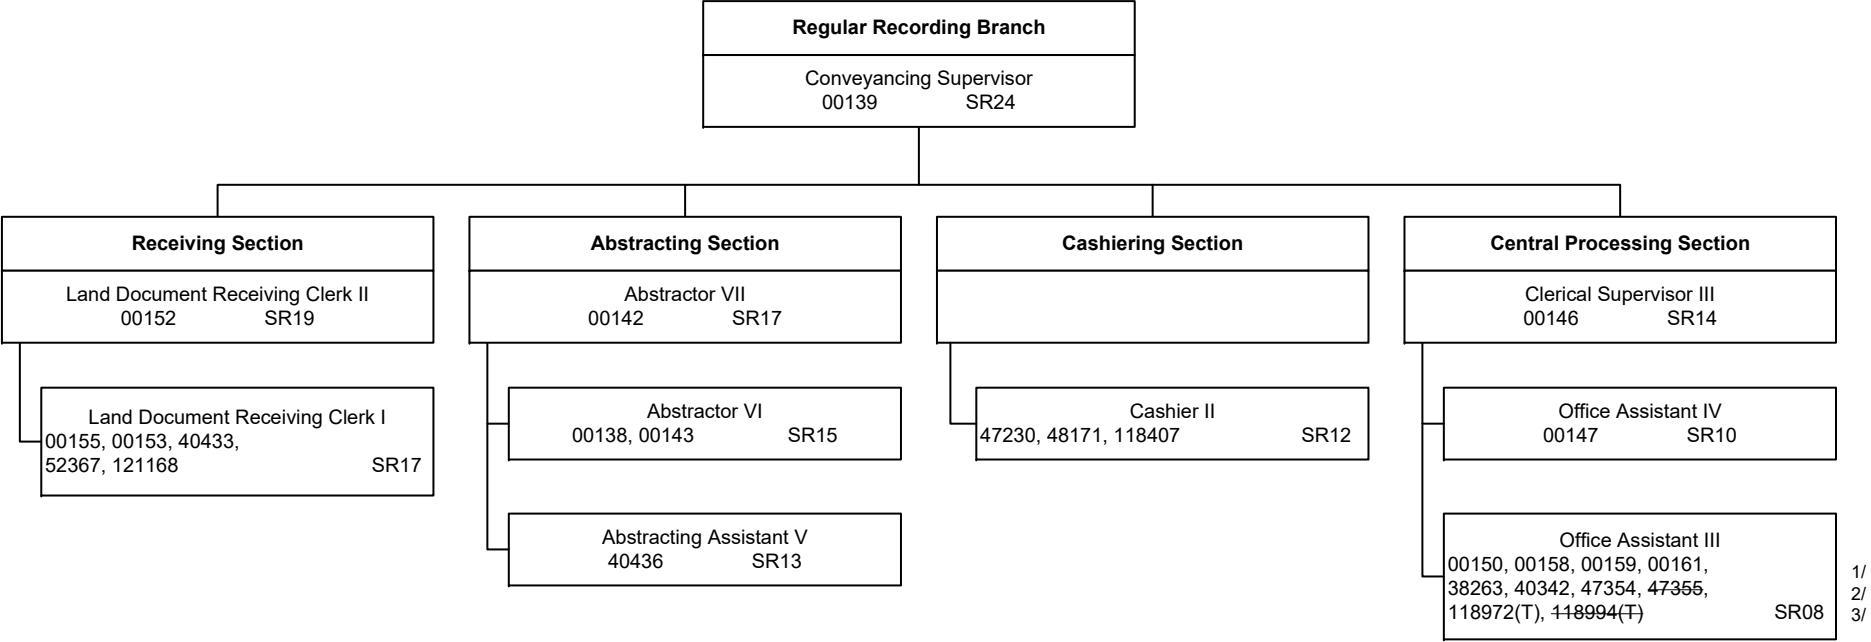 Regular Recording Branch
Conveyancing Supervisor
00139 SR24
Receiving Section
Land Document Receiving Clerk II
00152 SR19
Land Document Receiving Clerk I
00155, 00153, 40433,
52367, 121168 SR17
Abstracting Section
Abstractor VII
00142 SR17
Abstractor VI
00138, 00143 SR15
Abstracting Assistant V
40436 SR13
Cashiering Section
Cashier II
47230, 48171, 118407 SR12
Central Processing Section
Clerical Supervisor III
00146 SR14
Office Assistant IV
00147 SR10
Office Assistant III
00150, 00158, 00159, 00161,
38263, 40342, 47354, 47355,
118972(T), 118994(T) SR08
1/
2/
3/